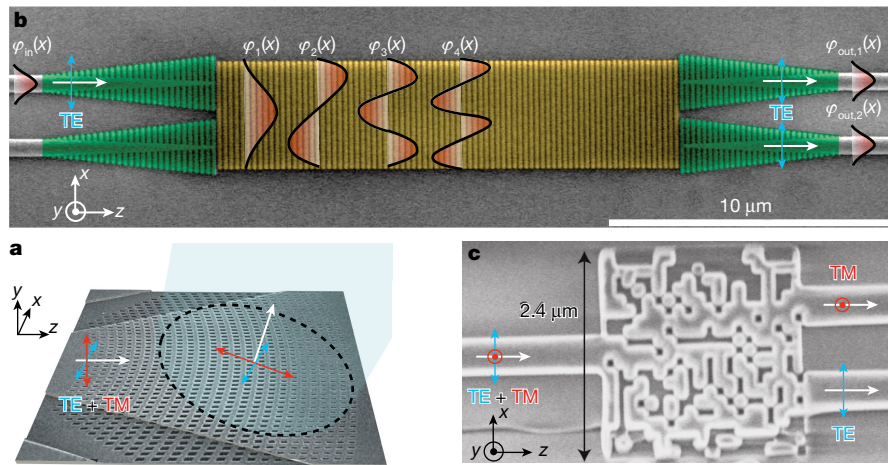 b
φin(x)
φ1(x)
φ2(x)
φ3(x)
φ4(x)
φout,1(x)
TE
TE
φout,2(x)
TE
x
y
z
10 μm
a
y
x
z
TE + TM
c
2.4 μm
TM
TE + TM
x
y
z
TE